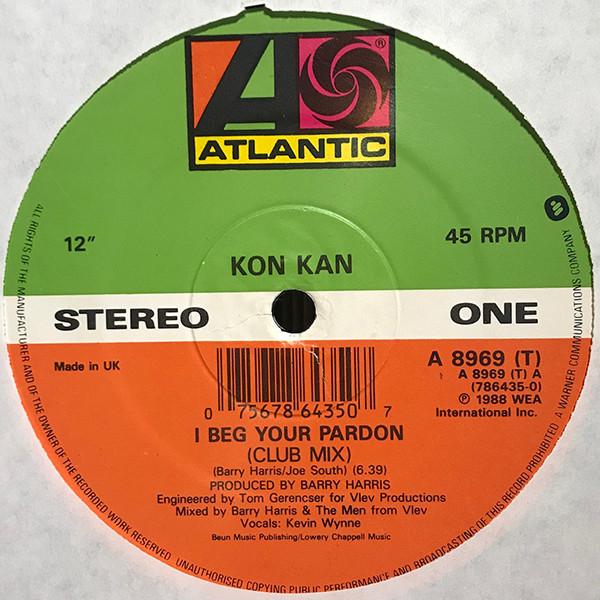 ATLANTIC
®
12"
45 RPM
KON KAN
STEREO
ONE
Made in UK
A 8969 (T)
A 8969 (T) A
(786435-0)
℗ 1988 WEA
International Inc.
0 75678 64350 7
I BEG YOUR PARDON
(CLUB MIX)
(Barry Harris/Joe South) (6.39)
PRODUCED BY BARRY HARRIS
Engineered by Tom Gerencser for Vlev Productions
Mixed by Barry Harris & The Men from Vlev
Vocals: Kevin Wynne
Beun Music Publishing/Lowery Chappell Music
ALL RIGHTS OF THE MANUFACTURER AND OF THE OWNER OF THE RECORDED WORK RESERVED UNAUTHORISED COPYING PUBLIC PERFORMANCE AND BROADCASTING OF THIS RECORD PROHIBITED. A WARNER COMMUNICATIONS COMPANY